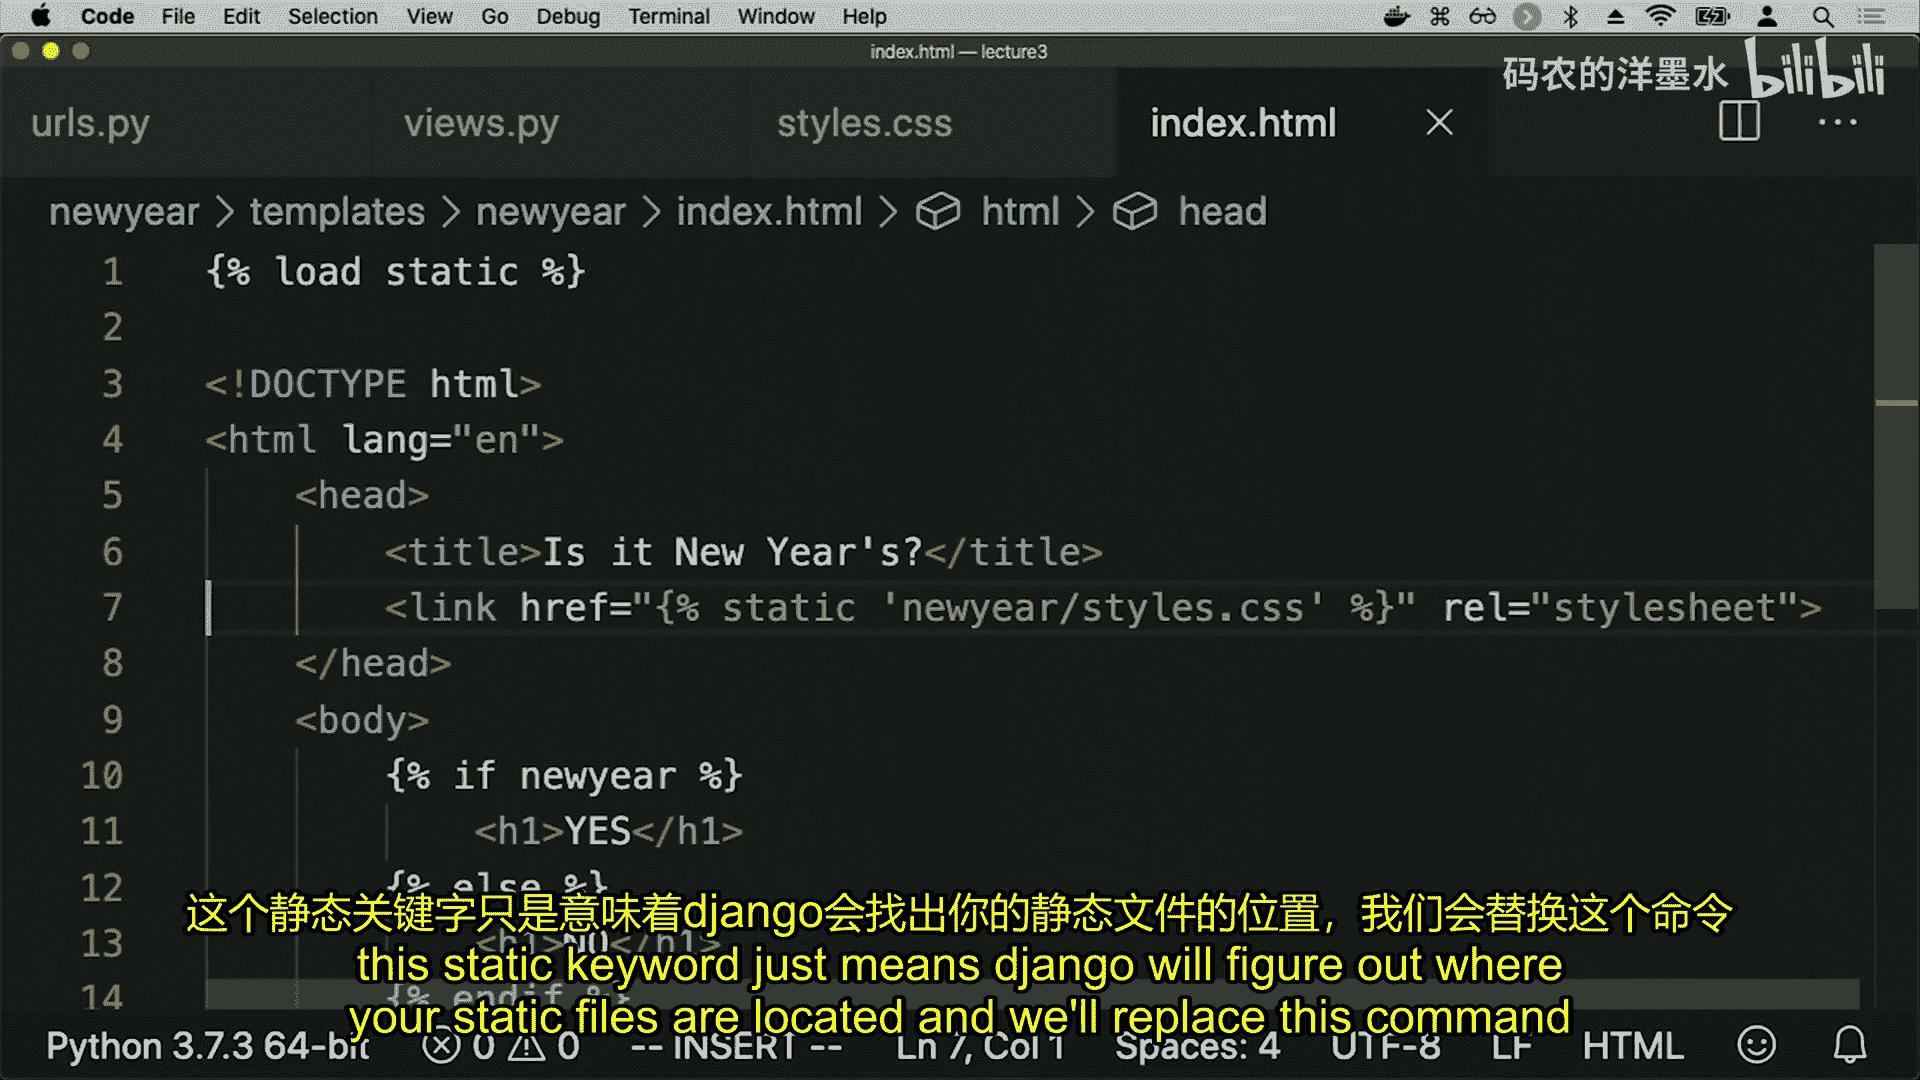 Code File Edit Selection View Go Debug Terminal Window Help
index.html — lecture3
码农的洋墨水 bilibili
urls.py views.py styles.css index.html
newyear > templates > newyear > index.html > html > head
1 {% load static %}
2
3 <!DOCTYPE html>
4 <html lang="en">
5 <head>
6 <title>Is it New Year's?</title>
7 <link href="{% static 'newyear/styles.css' %}" rel="stylesheet">
8 </head>
9 <body>
10 {% if newyear %}
11 <h1>YES</h1>
12 {% else %}
13 <h1>NO</h1>
14 {% endif %}
这个静态关键字只是意味着django会找出你的静态文件的位置，我们会替换这个命令
this static keyword just means django will figure out where
your static files are located and we'll replace this command
Python 3.7.3 64-bit 0 0 -- INSERT -- Ln 7, Col 1 Spaces: 4 UTF-8 LF HTML